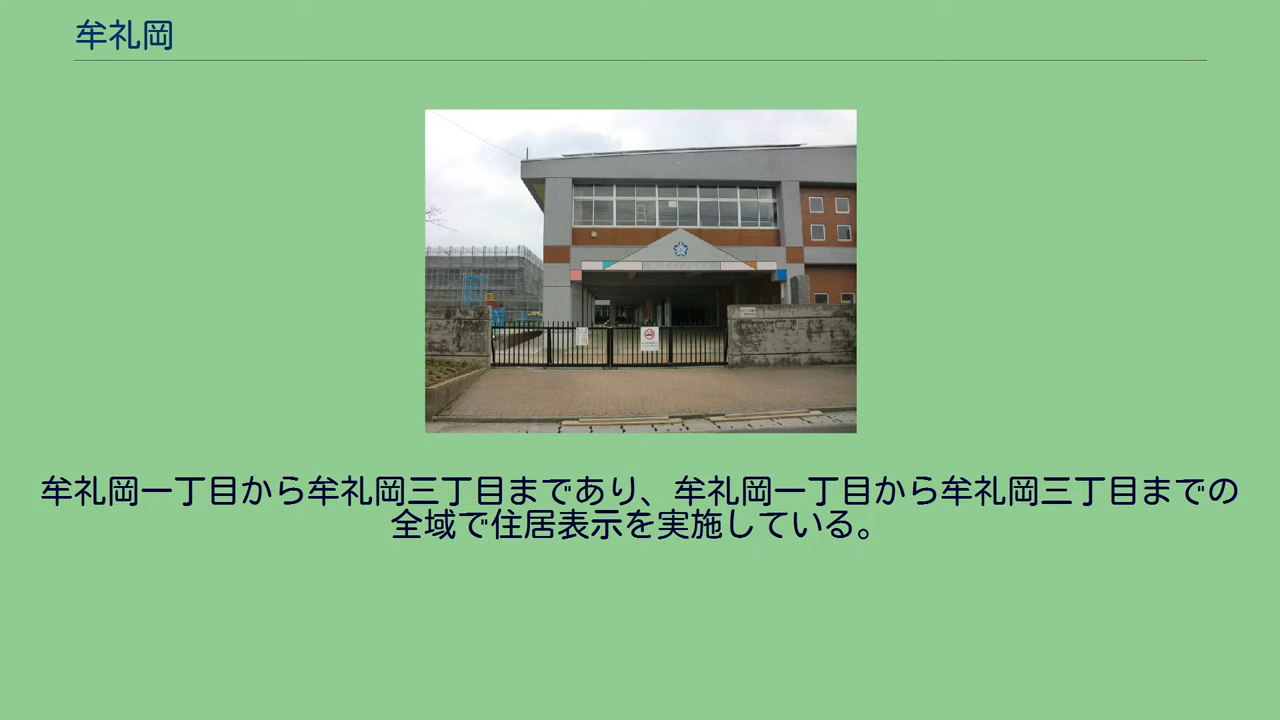 牟礼岡
牟礼岡一丁目から牟礼岡三丁目まであり、牟礼岡一丁目から牟礼岡三丁目までの
全域で住居表示を実施している。